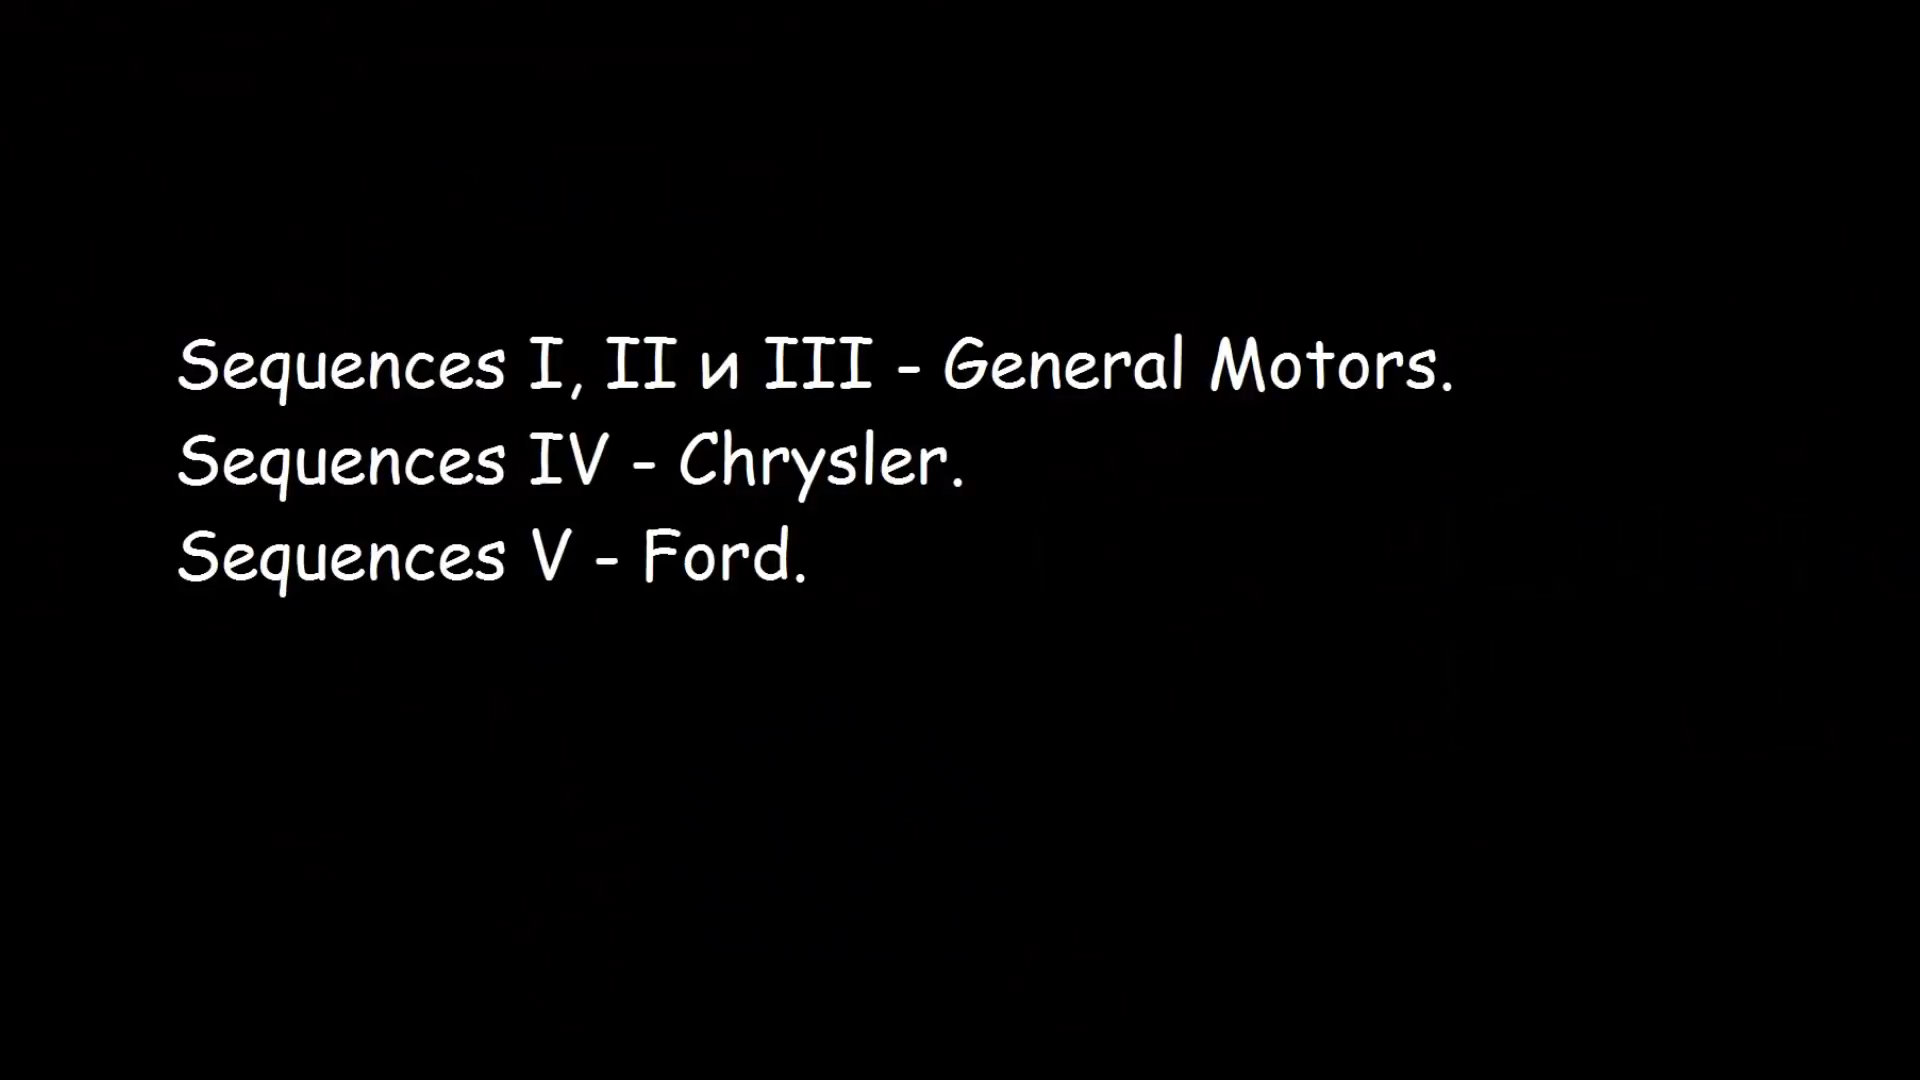 Sequences I, II и III - General Motors.
Sequences IV - Chrysler.
Sequences V - Ford.